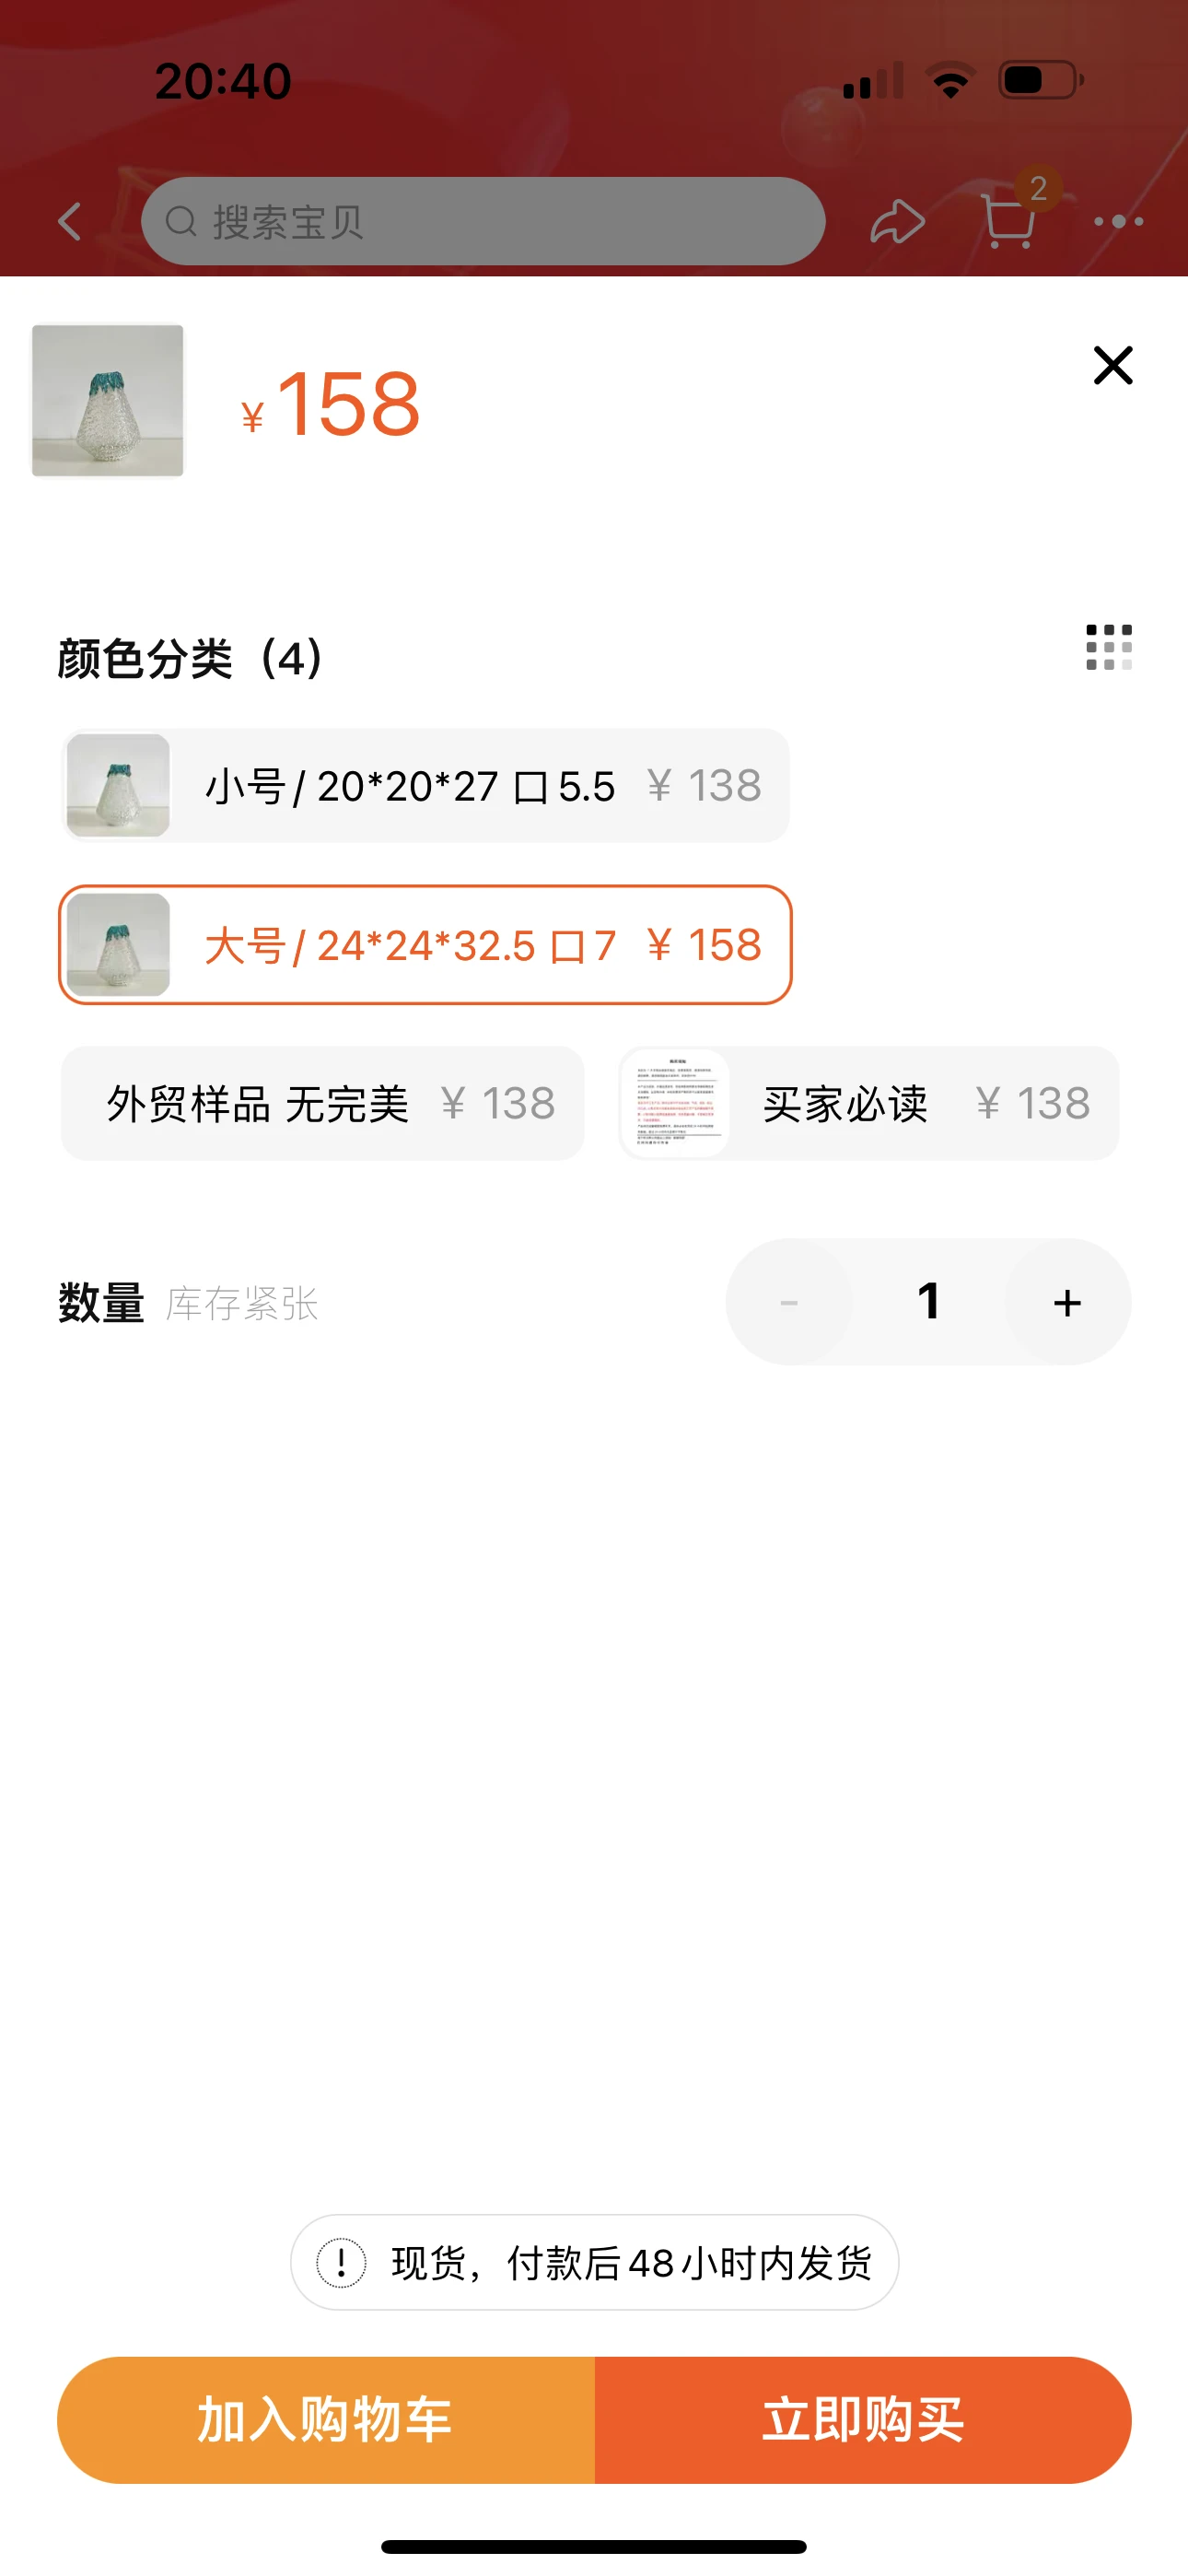 20:40
搜索宝贝
2
¥158
颜色分类（4）
小号/ 20*20*27 口5.5 ¥ 138
大号/ 24*24*32.5 口7 ¥ 158
外贸样品 无完美 ¥ 138
买家必读 ¥ 138
数量 库存紧张
- 1 +
现货，付款后48小时内发货
加入购物车
立即购买